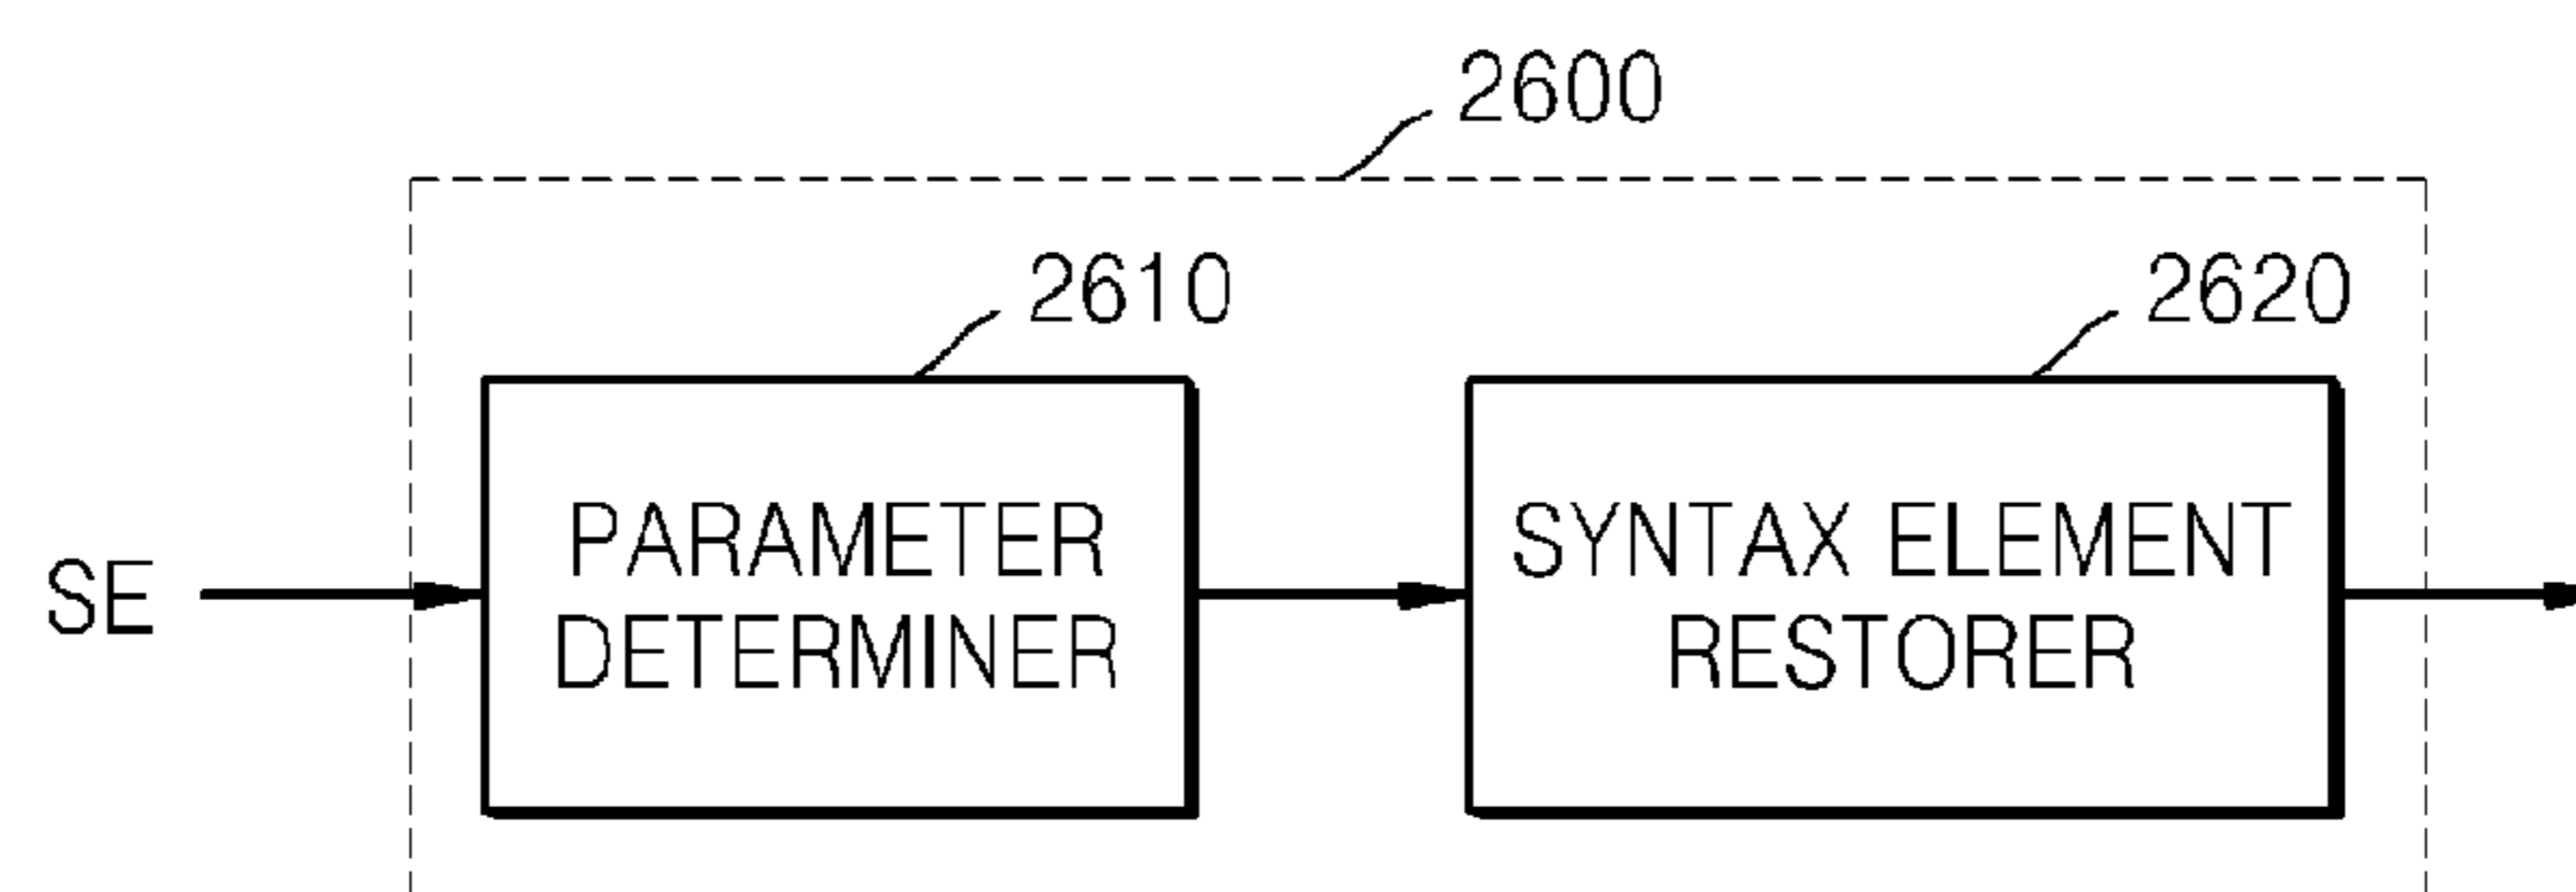 2600
2610
2620
SE
PARAMETER
DETERMINER
SYNTAX ELEMENT
RESTORER